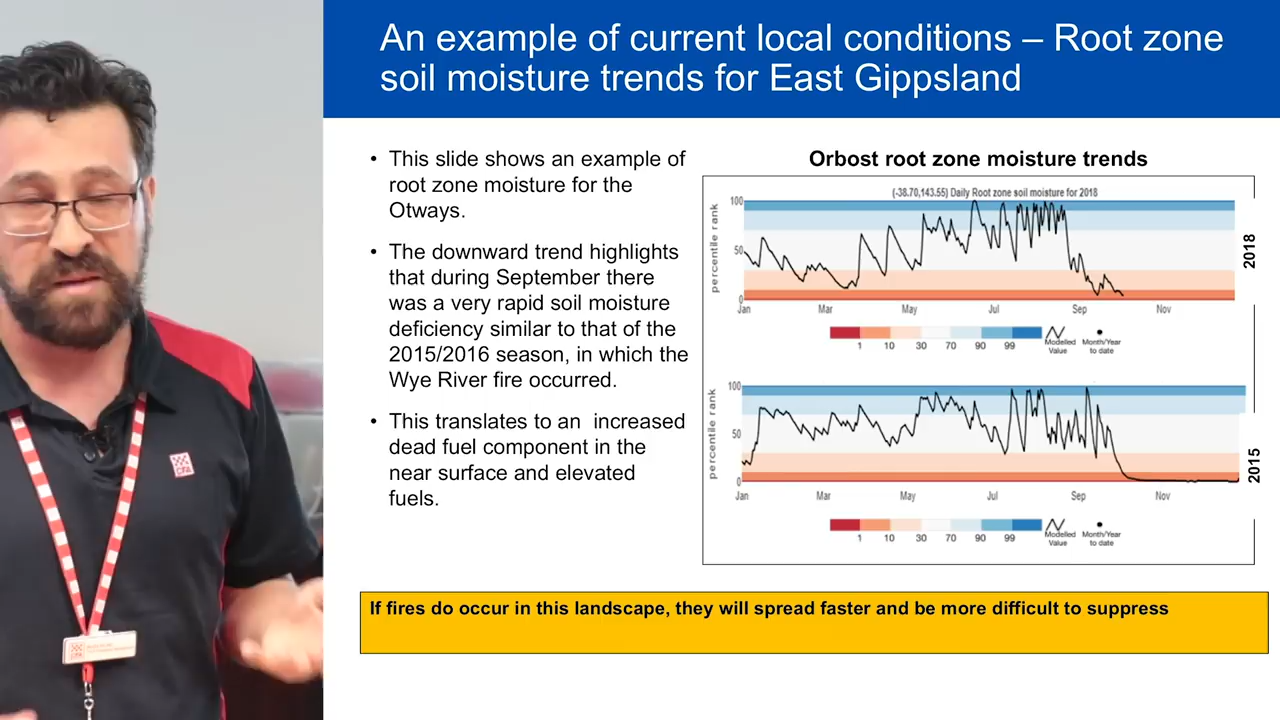 An example of current local conditions – Root zone
soil moisture trends for East Gippsland
• This slide shows an example of
root zone moisture for the
Otways.
• The downward trend highlights
that during September there
was a very rapid soil moisture
deficiency similar to that of the
2015/2016 season, in which the
Wye River fire occurred.
• This translates to an increased
dead fuel component in the
near surface and elevated
fuels.
Orbost root zone moisture trends
(-38.70,143.55) Daily Root zone soil moisture for 2018
percentile rank
100
50
0
Jan Mar May Jul Sep Nov
2018
1 10 30 70 90 99 Modelled Value Month/Year to date
percentile rank
100
50
0
Jan Mar May Jul Sep Nov
2015
1 10 30 70 90 99 Modelled Value Month/Year to date
If fires do occur in this landscape, they will spread faster and be more difficult to suppress
CFA